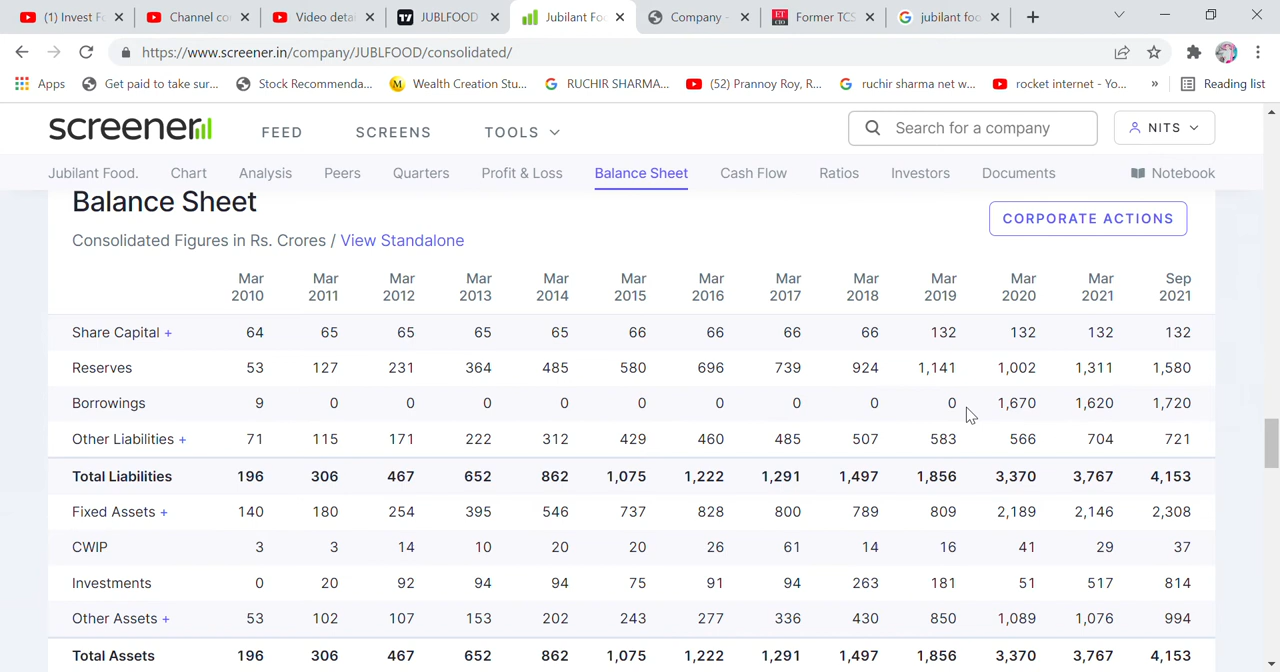 (1) Invest F
Channel co
Video detai
JUBLFOOD
Jubilant Foo
Company -
Former TCS
jubilant foo
https://www.screener.in/company/JUBLFOOD/consolidated/
Apps
Get paid to take sur...
Stock Recommenda...
Wealth Creation Stu...
RUCHIR SHARMA...
(52) Prannoy Roy, R...
ruchir sharma net w...
rocket internet - Yo...
»
Reading list
screener
FEED
SCREENS
TOOLS
Search for a company
NITS
Jubilant Food. Chart Analysis Peers Quarters Profit & Loss Balance Sheet Cash Flow Ratios Investors Documents Notebook
Balance Sheet
CORPORATE ACTIONS
Consolidated Figures in Rs. Crores / View Standalone
Mar Mar Mar Mar Mar Mar Mar Mar Mar Mar Mar Mar Sep
2010 2011 2012 2013 2014 2015 2016 2017 2018 2019 2020 2021 2021
Share Capital + 64 65 65 65 65 66 66 66 66 132 132 132 132
Reserves 53 127 231 364 485 580 696 739 924 1,141 1,002 1,311 1,580
Borrowings 9 0 0 0 0 0 0 0 0 0 1,670 1,620 1,720
Other Liabilities + 71 115 171 222 312 429 460 485 507 583 566 704 721
Total Liabilities 196 306 467 652 862 1,075 1,222 1,291 1,497 1,856 3,370 3,767 4,153
Fixed Assets + 140 180 254 395 546 737 828 800 789 809 2,189 2,146 2,308
CWIP 3 3 14 10 20 20 26 61 14 16 41 29 37
Investments 0 20 92 94 94 75 91 94 263 181 51 517 814
Other Assets + 53 102 107 153 202 243 277 336 430 850 1,089 1,076 994
Total Assets 196 306 467 652 862 1,075 1,222 1,291 1,497 1,856 3,370 3,767 4,153